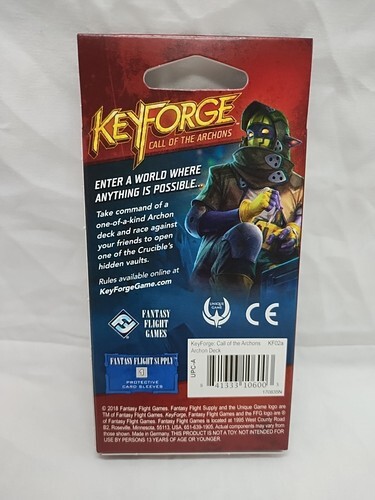 KEYFORGE
CALL OF THE ARCHONS
ENTER A WORLD WHERE
ANYTHING IS POSSIBLE...
Take command of a
one-of-a-kind Archon
deck and race against
your friends to open
one of the Crucible's
hidden vaults.
Rules available online at
KeyForgeGame.com
FANTASY
FLIGHT
GAMES
UNIQUE
GAME
CE
FANTASY FLIGHT SUPPLY
PROTECTIVE
CARD SLEEVES
KeyForge: Call of the Archons KF02a
Archon Deck
UPC-A
8 41333 10600 3
© 2018 Fantasy Flight Games. Fantasy Flight Supply and the Unique Game logo are
TM of Fantasy Flight Games. KeyForge, Fantasy Flight Games and the FFG logo are ®
of Fantasy Flight Games. Fantasy Flight Games is located at 1995 West County Road
B2, Roseville, Minnesota, 55113, USA, 651-639-1905. Actual components may vary
from those shown. Made in Germany. THIS PRODUCT IS NOT A TOY. NOT INTENDED FOR
USE BY PERSONS 13 YEARS OF AGE OR YOUNGER.